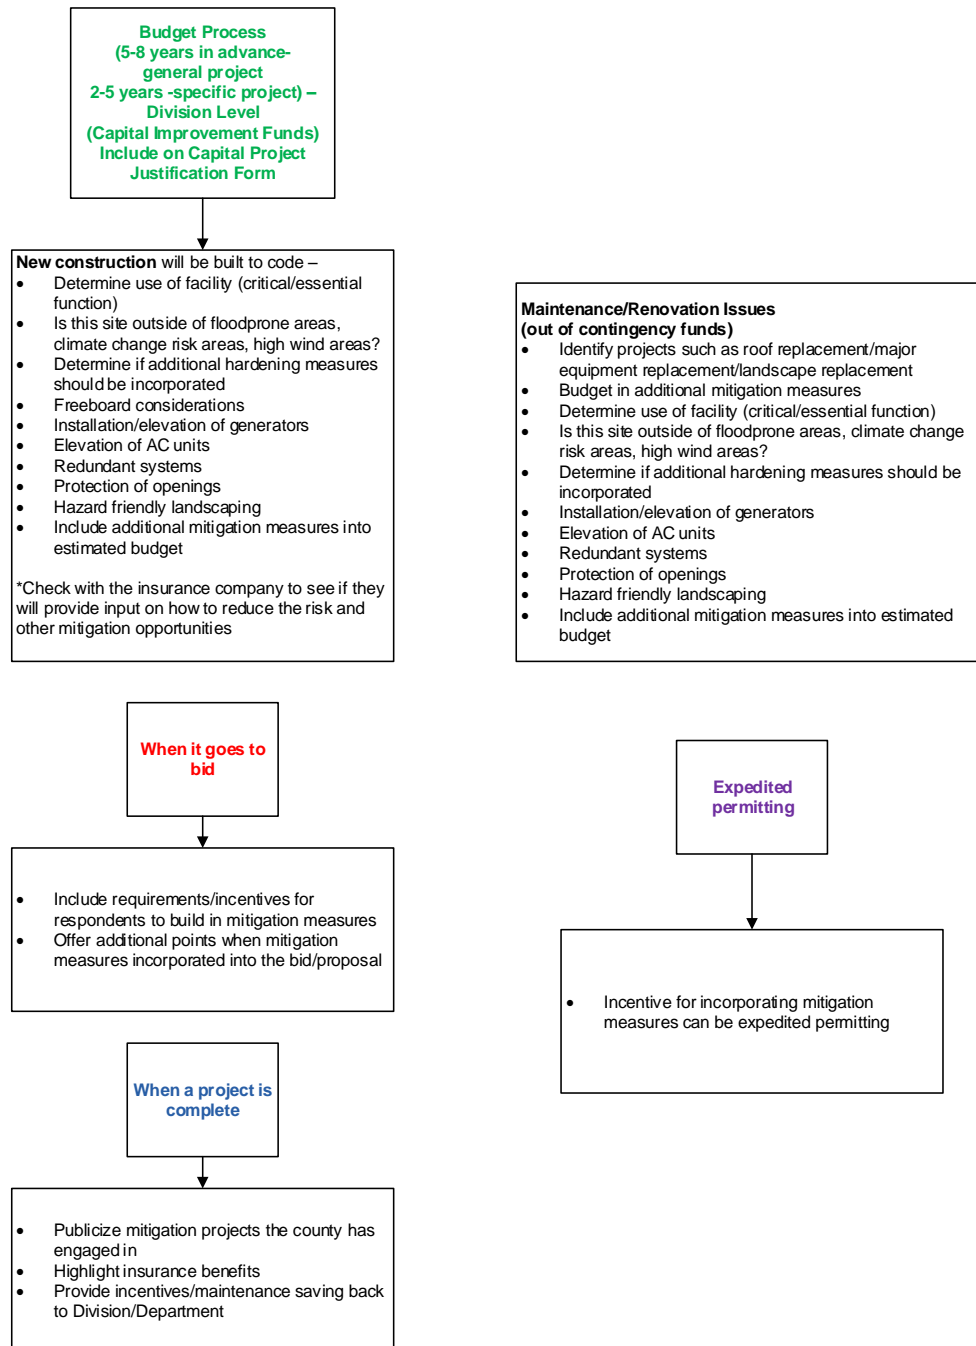 Budget Process
(5-8 years in advance-
general project
2-5 years -specific project) –
Division Level
(Capital Improvement Funds)
Include on Capital Project
Justification Form
New construction will be built to code –
• Determine use of facility (critical/essential
function)
• Is this site outside of floodprone areas,
climate change risk areas, high wind areas?
• Determine if additional hardening measures
should be incorporated
• Freeboard considerations
• Installation/elevation of generators
• Elevation of AC units
• Redundant systems
• Protection of openings
• Hazard friendly landscaping
• Include additional mitigation measures into
estimated budget
*Check with the insurance company to see if they
will provide input on how to reduce the risk and
other mitigation opportunities
Maintenance/Renovation Issues
(out of contingency funds)
• Identify projects such as roof replacement/major
equipment replacement/landscape replacement
• Budget in additional mitigation measures
• Determine use of facility (critical/essential function)
• Is this site outside of floodprone areas, climate change
risk areas, high wind areas?
• Determine if additional hardening measures should be
incorporated
• Installation/elevation of generators
• Elevation of AC units
• Redundant systems
• Protection of openings
• Hazard friendly landscaping
• Include additional mitigation measures into estimated
budget
When it goes to
bid
• Include requirements/incentives for
respondents to build in mitigation measures
• Offer additional points when mitigation
measures incorporated into the bid/proposal
Expedited
permitting
• Incentive for incorporating mitigation
measures can be expedited permitting
When a project is
complete
• Publicize mitigation projects the county has
engaged in
• Highlight insurance benefits
• Provide incentives/maintenance saving back
to Division/Department